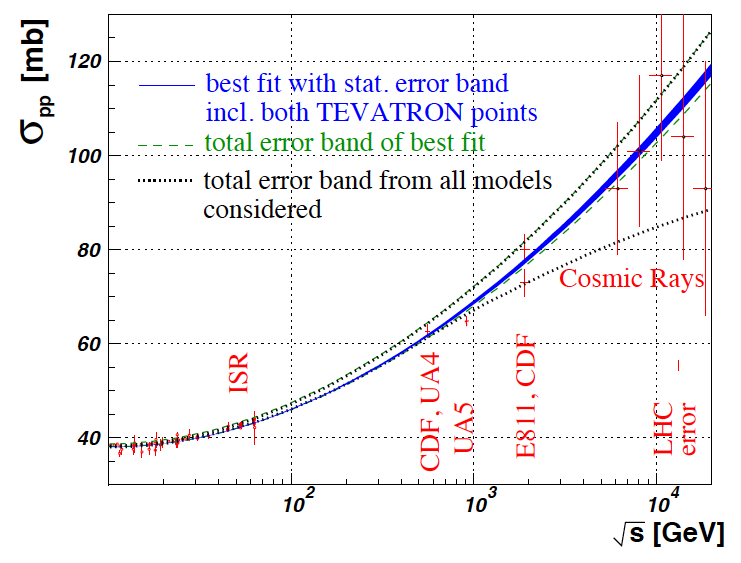 σpp [mb]
120
100
80
60
40
best fit with stat. error band
incl. both TEVATRON points
total error band of best fit
total error band from all models
considered
Cosmic Rays
ISR
CDF, UA4
UA5
E811, CDF
LHC
error
10²
10³
10⁴
√s [GeV]